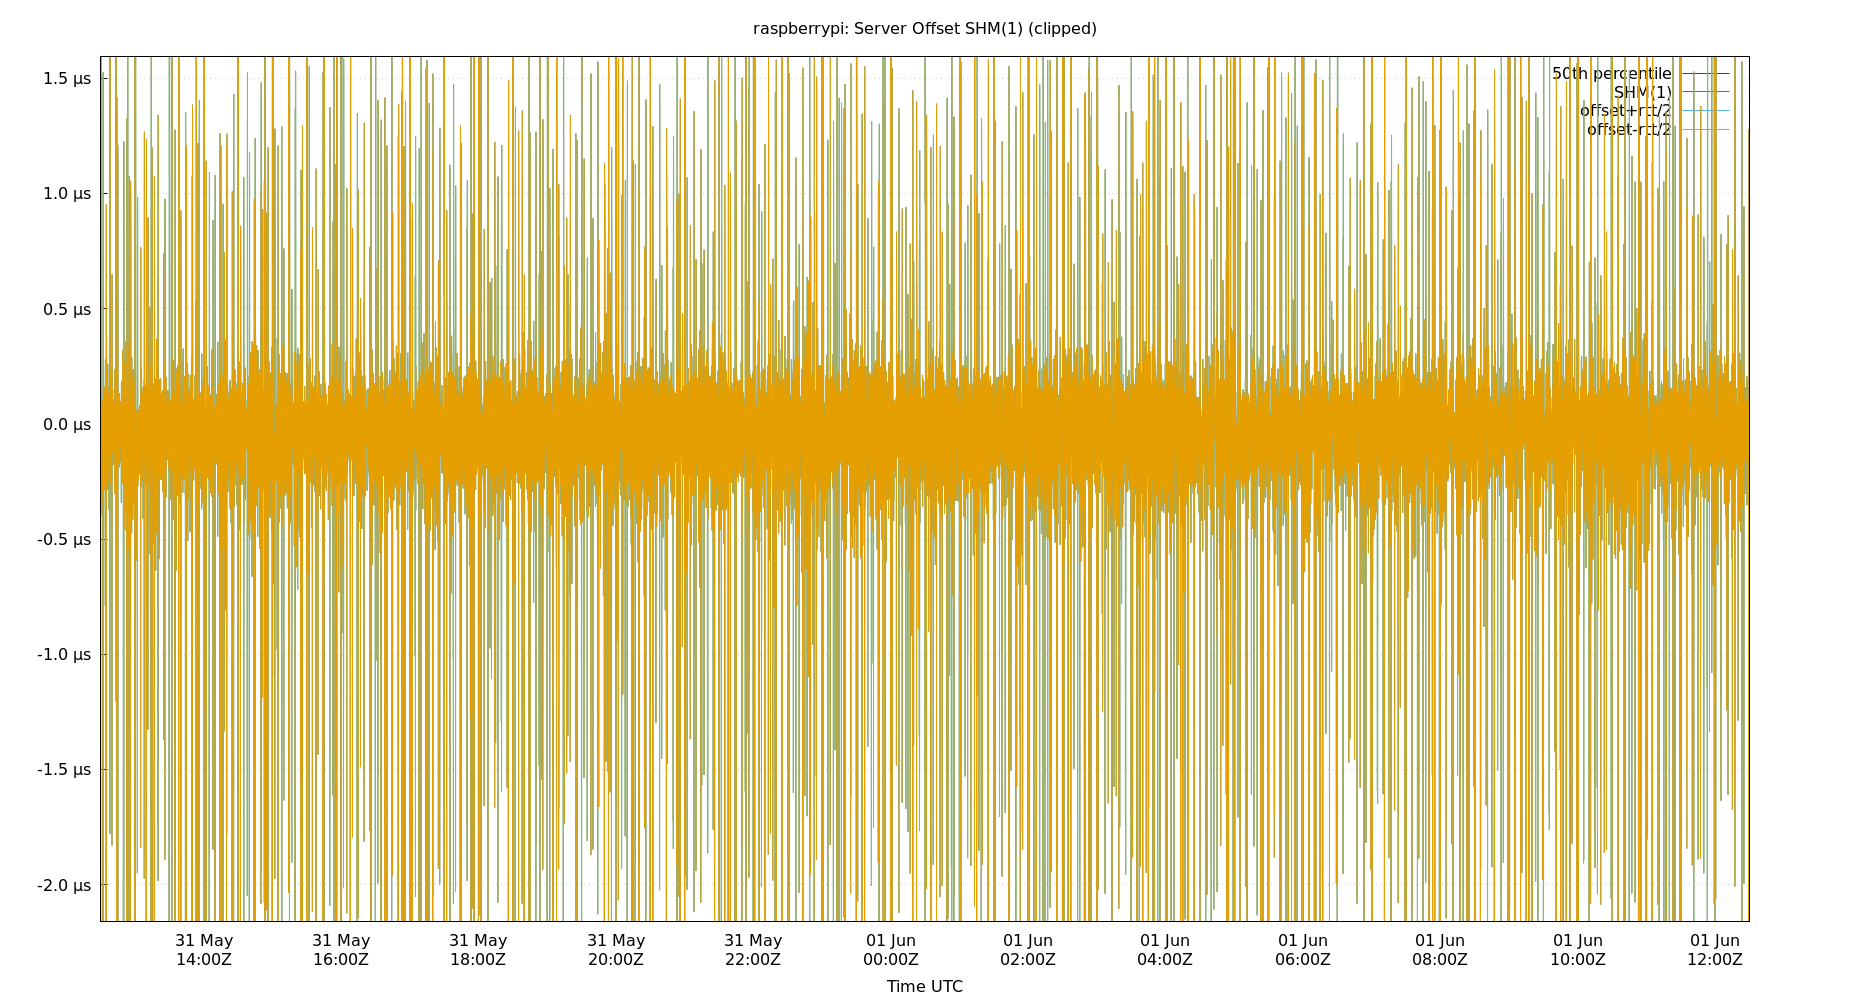 raspberrypi: Server Offset SHM(1) (clipped)
1.5 µs
1.0 µs
0.5 µs
0.0 µs
-0.5 µs
-1.0 µs
-1.5 µs
-2.0 µs
50th percentile
SHM(1)
offset+rtt/2
offset-rtt/2
31 May 31 May 31 May 31 May 31 May 01 Jun 01 Jun 01 Jun 01 Jun 01 Jun 01 Jun 01 Jun
14:00Z 16:00Z 18:00Z 20:00Z 22:00Z 00:00Z 02:00Z 04:00Z 06:00Z 08:00Z 10:00Z 12:00Z
Time UTC